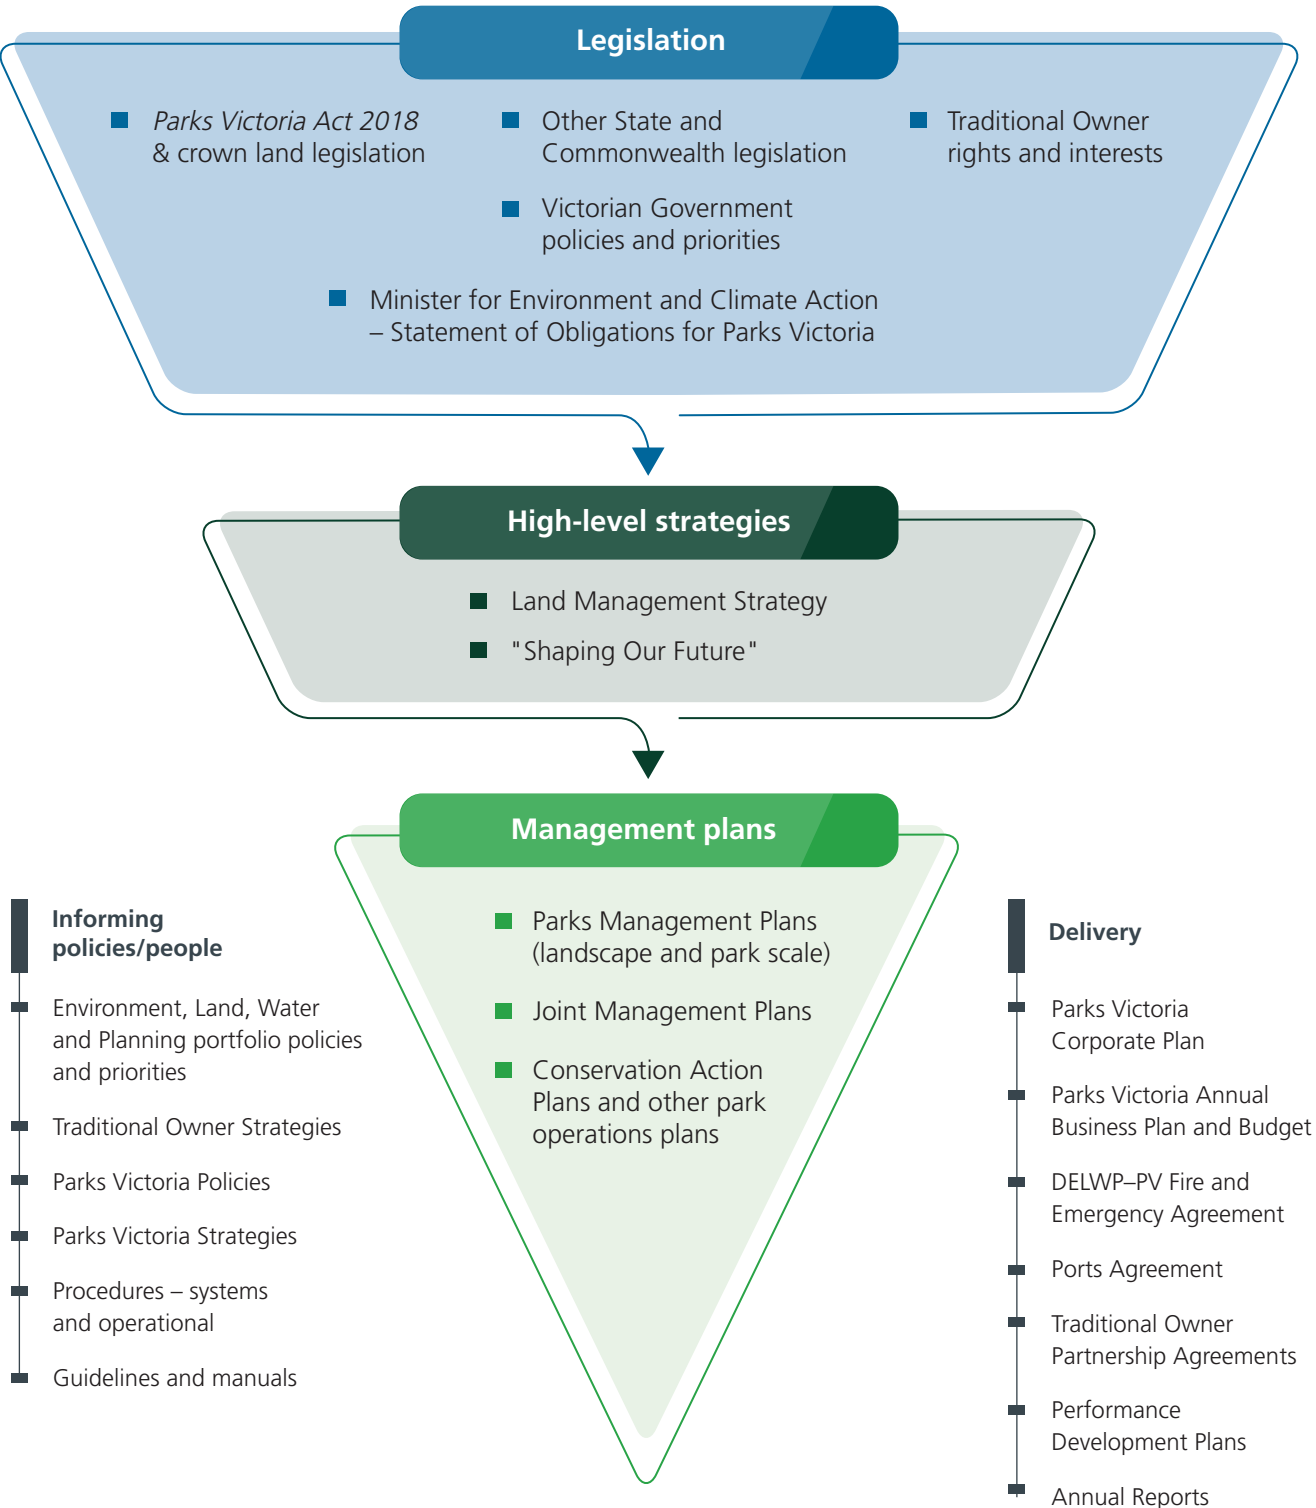 Legislation
Parks Victoria Act 2018
& crown land legislation
Other State and
Commonwealth legislation
Traditional Owner
rights and interests
Victorian Government
policies and priorities
Minister for Environment and Climate Action
– Statement of Obligations for Parks Victoria
High-level strategies
Land Management Strategy
"Shaping Our Future"
Management plans
Parks Management Plans
(landscape and park scale)
Joint Management Plans
Conservation Action
Plans and other park
operations plans
Informing
policies/people
Environment, Land, Water
and Planning portfolio policies
and priorities
Traditional Owner Strategies
Parks Victoria Policies
Parks Victoria Strategies
Procedures – systems
and operational
Guidelines and manuals
Delivery
Parks Victoria
Corporate Plan
Parks Victoria Annual
Business Plan and Budget
DELWP–PV Fire and
Emergency Agreement
Ports Agreement
Traditional Owner
Partnership Agreements
Performance
Development Plans
Annual Reports